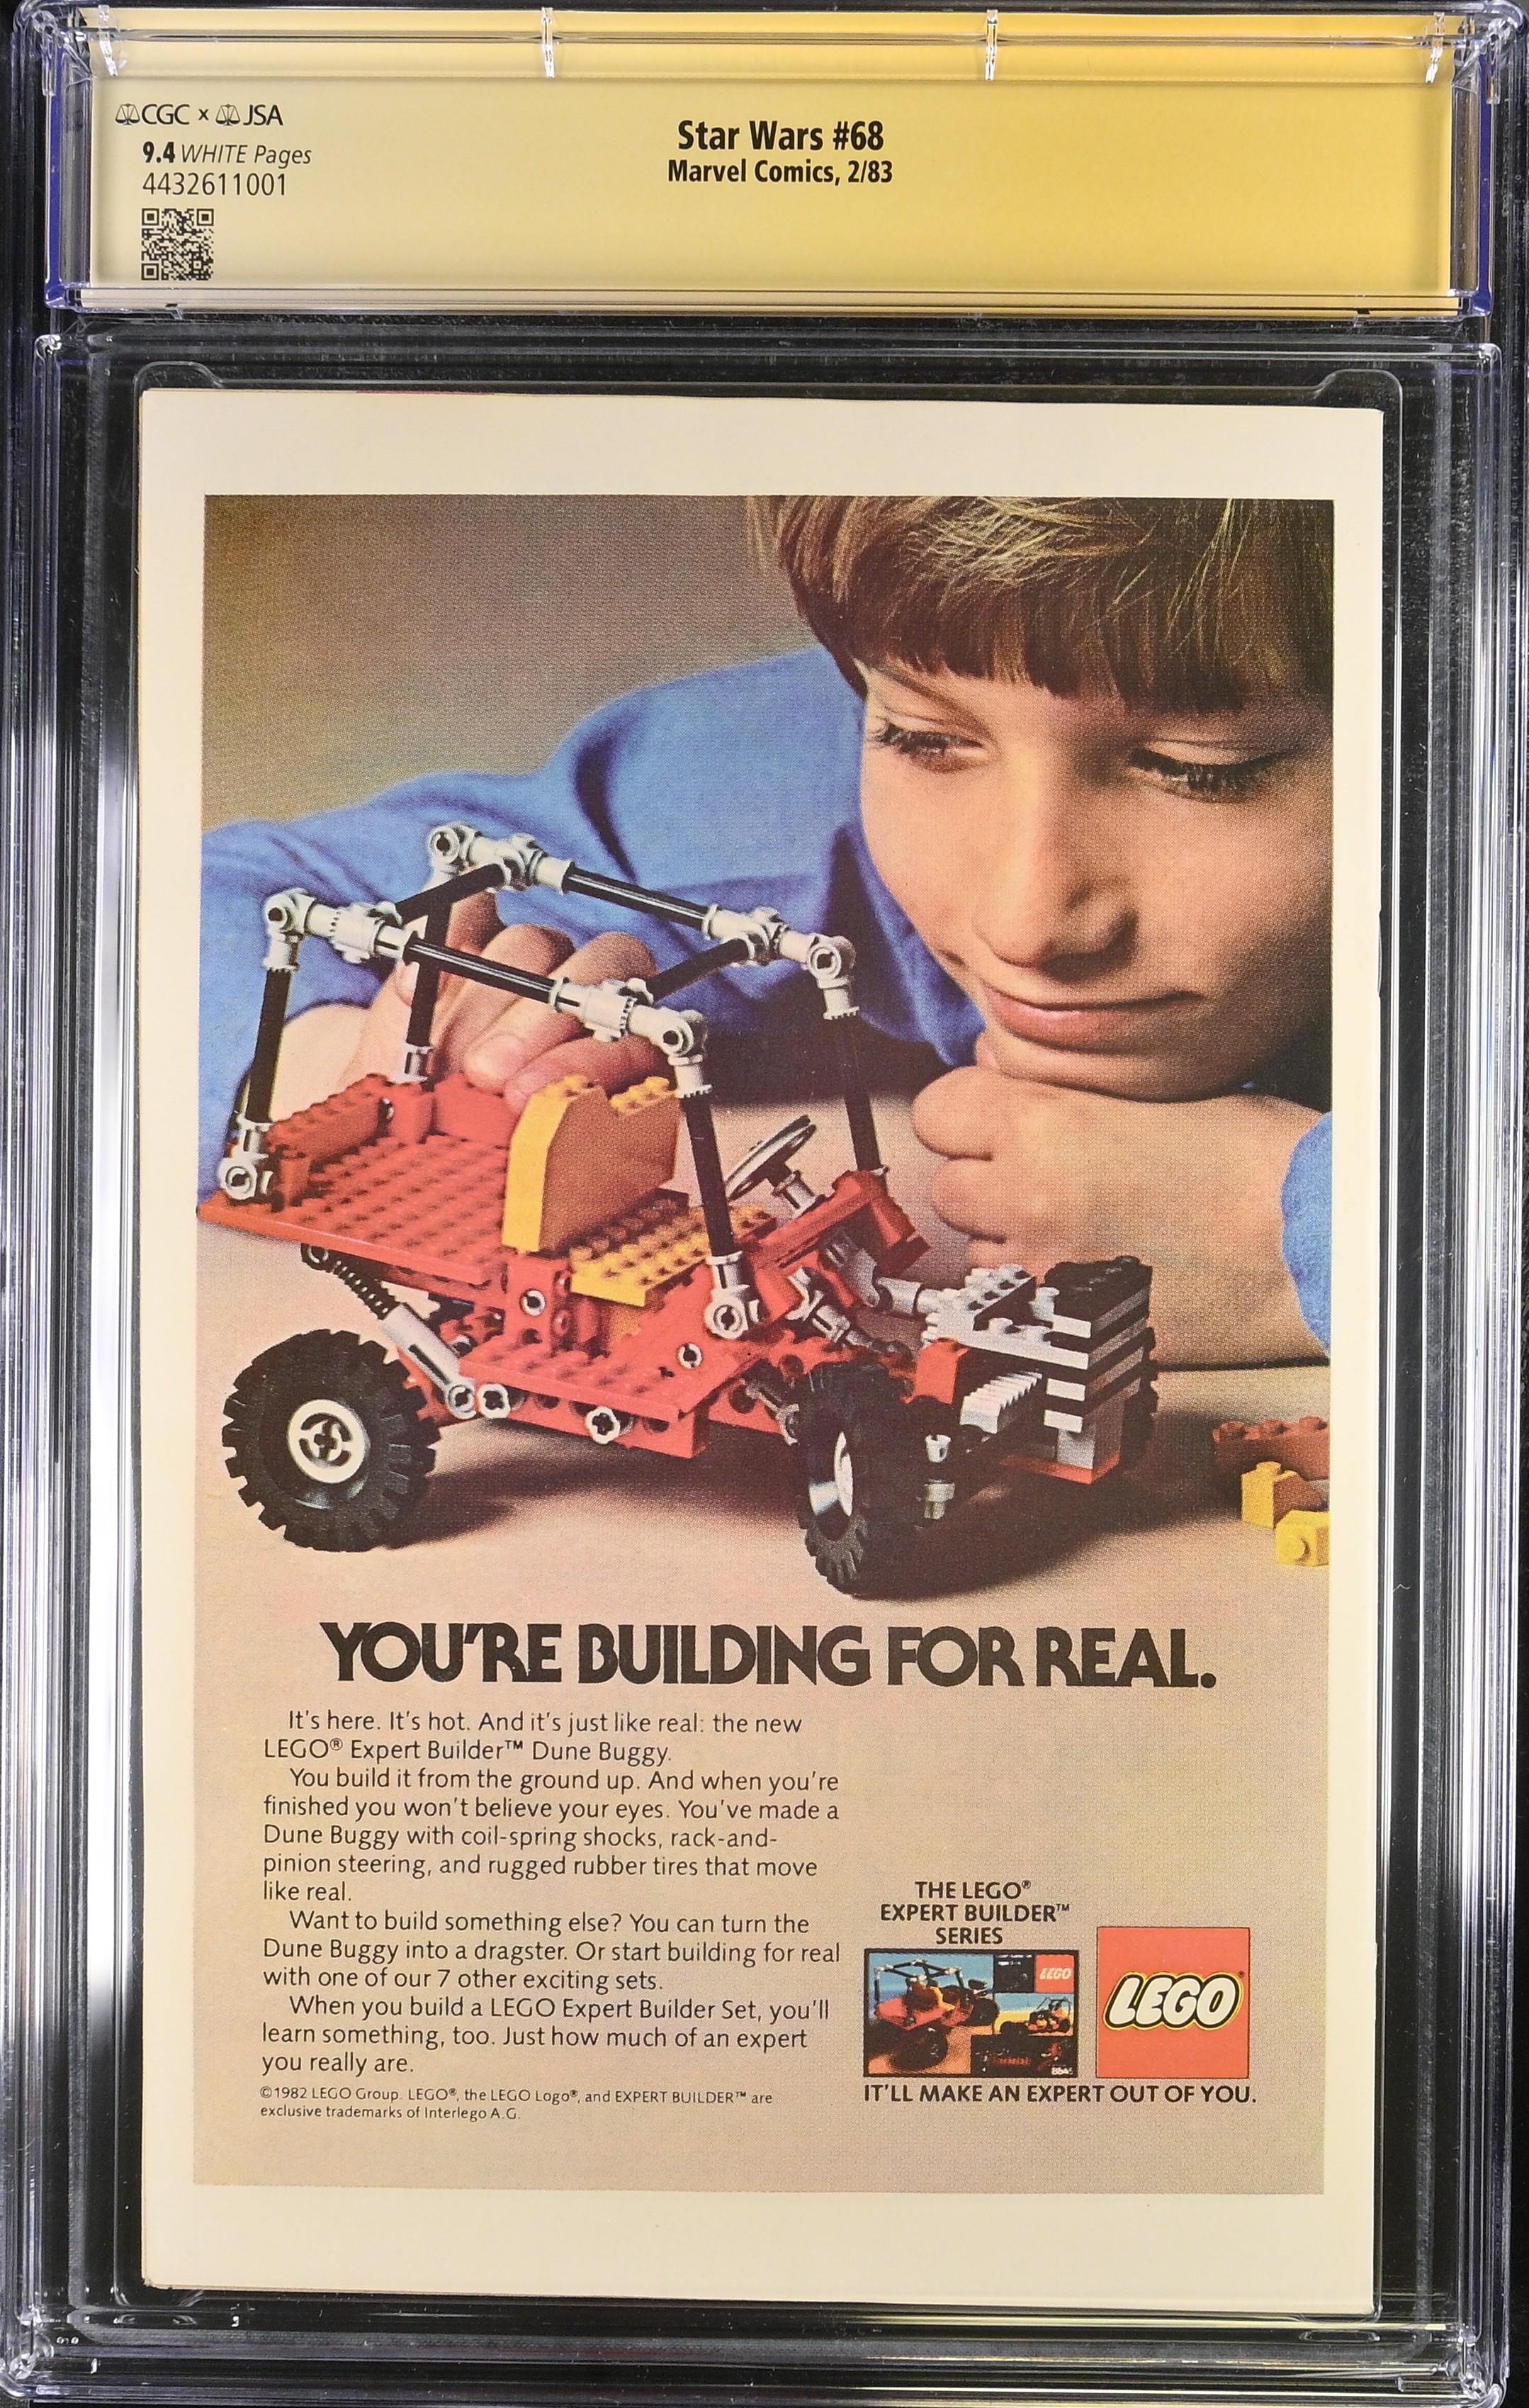 CGC x JSA
9.4 WHITE Pages
4432611001
Star Wars #68
Marvel Comics, 2/83
YOU'RE BUILDING FOR REAL.
It's here. It's hot. And it's just like real: the new
LEGO® Expert Builder™ Dune Buggy.
You build it from the ground up. And when you're
finished you won't believe your eyes. You've made a
Dune Buggy with coil-spring shocks, rack-and-
pinion steering, and rugged rubber tires that move
like real.
Want to build something else? You can turn the
Dune Buggy into a dragster. Or start building for real
with one of our 7 other exciting sets.
When you build a LEGO Expert Builder Set, you'll
learn something, too. Just how much of an expert
you really are.
©1982 LEGO Group. LEGO®, the LEGO Logo®, and EXPERT BUILDER™ are
exclusive trademarks of Interlego A.G.
THE LEGO®
EXPERT BUILDER™
SERIES
LEGO
LEGO®
IT'LL MAKE AN EXPERT OUT OF YOU.